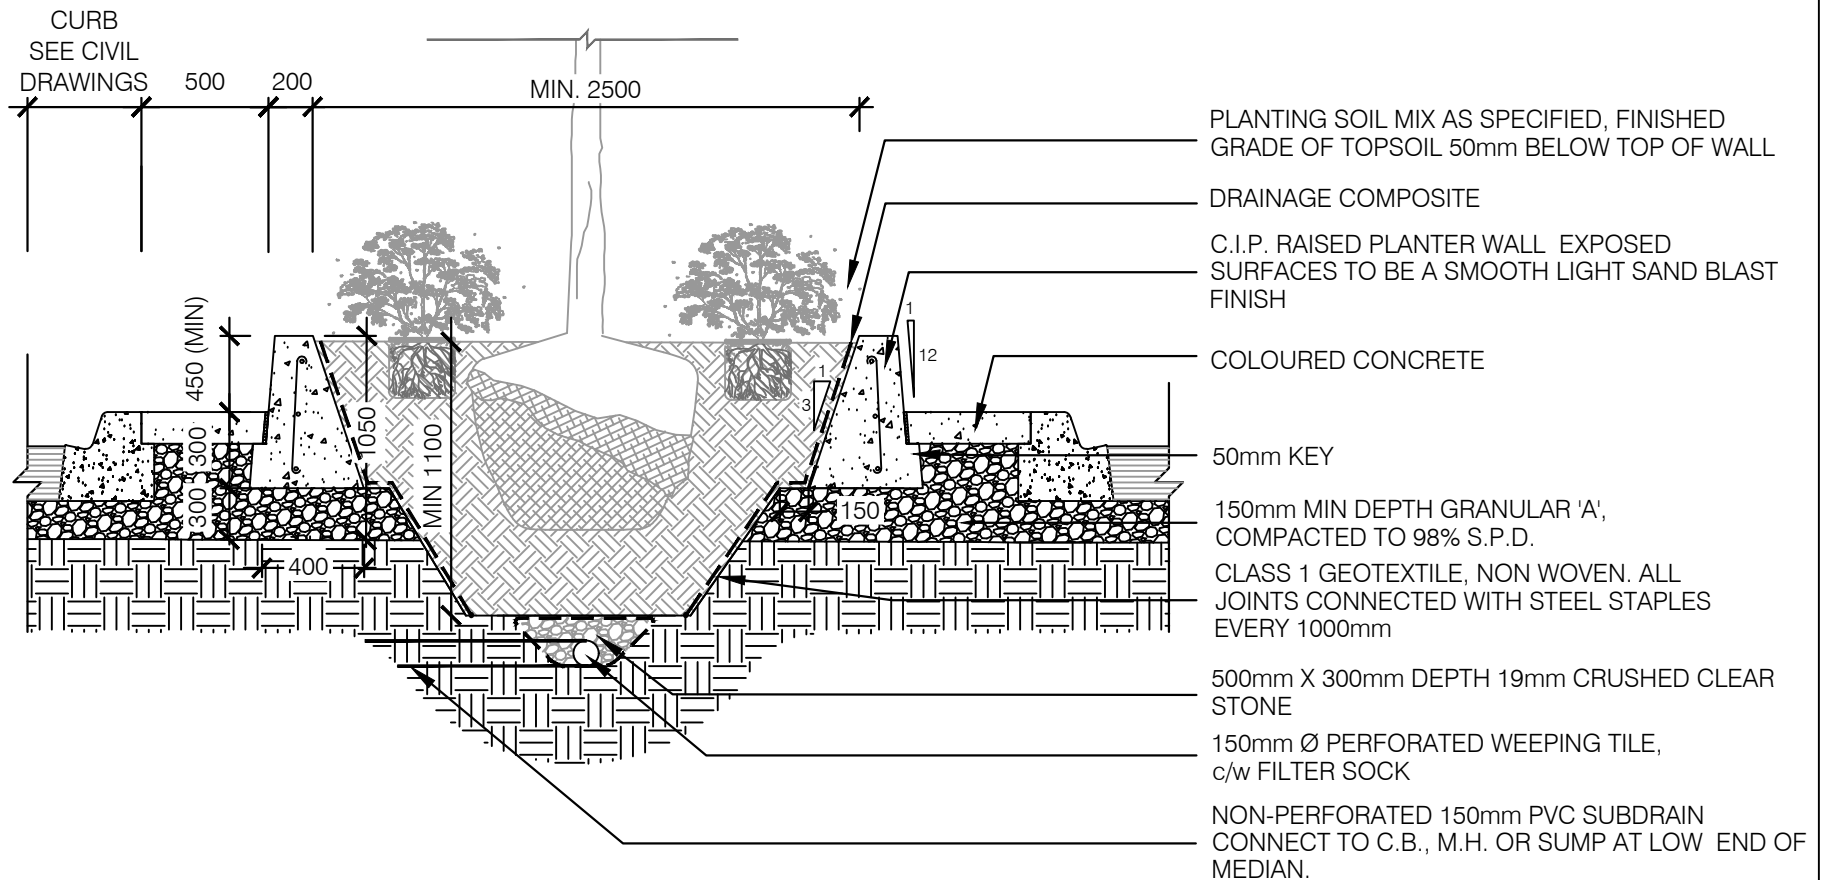 CURB
SEE CIVIL
DRAWINGS
500
200
MIN. 2500
PLANTING SOIL MIX AS SPECIFIED, FINISHED
GRADE OF TOPSOIL 50mm BELOW TOP OF WALL
DRAINAGE COMPOSITE
C.I.P. RAISED PLANTER WALL EXPOSED
SURFACES TO BE A SMOOTH LIGHT SAND BLAST
FINISH
COLOURED CONCRETE
50mm KEY
150mm MIN DEPTH GRANULAR 'A',
COMPACTED TO 98% S.P.D.
CLASS 1 GEOTEXTILE, NON WOVEN. ALL
JOINTS CONNECTED WITH STEEL STAPLES
EVERY 1000mm
500mm X 300mm DEPTH 19mm CRUSHED CLEAR
STONE
150mm Ø PERFORATED WEEPING TILE,
c/w FILTER SOCK
NON-PERFORATED 150mm PVC SUBDRAIN
CONNECT TO C.B., M.H. OR SUMP AT LOW END OF
MEDIAN.
450 (MIN)
300
300
400
1050
MIN 1100
1
3
1
12
150